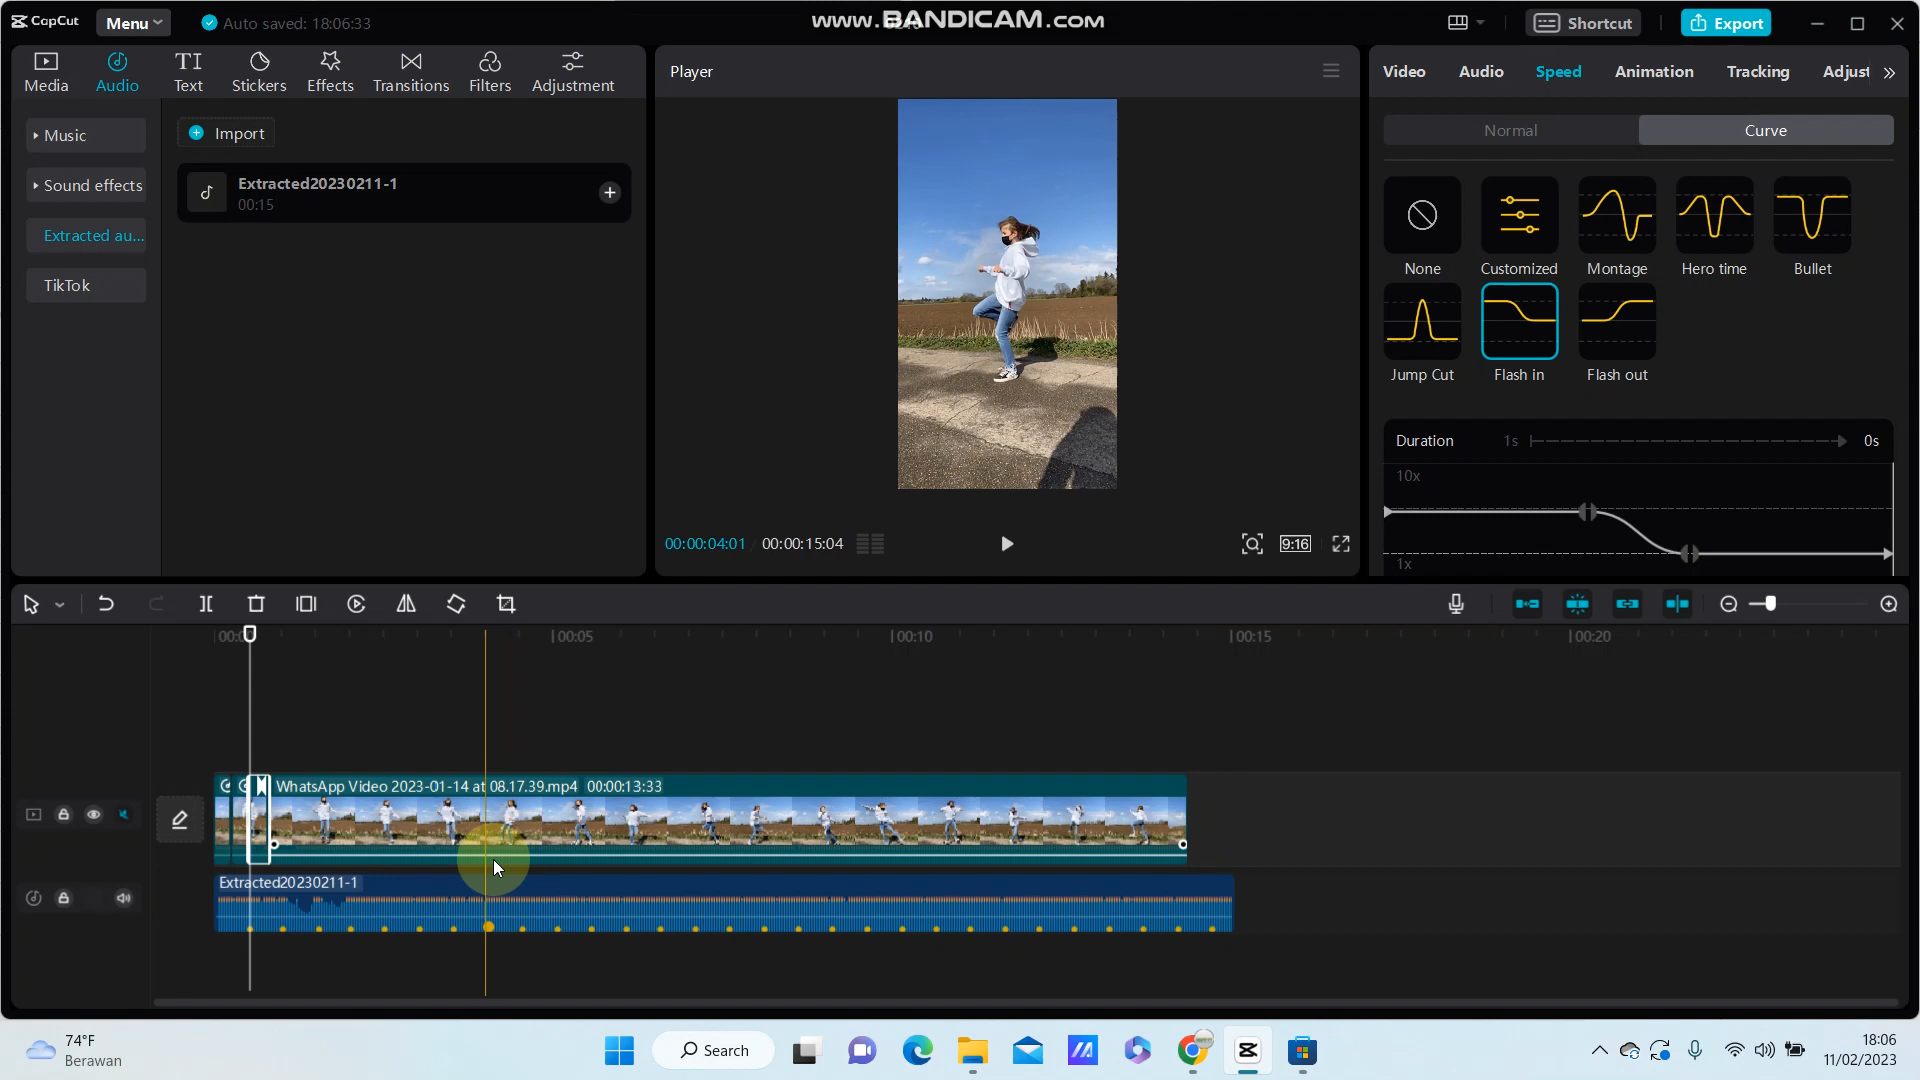 CapCut
Menu
Auto saved: 18:06:33
www.BANDICAM.COM
Shortcut
Export
Media
Audio
Text
Stickers
Effects
Transitions
Filters
Adjustment
Music
Sound effects
Extracted au...
TikTok
Import
Extracted20230211-1
00:15
Player
00:00:04:01
00:00:15:04
9:16
Video
Audio
Speed
Animation
Tracking
Adjust
Normal
Curve
None
Customized
Montage
Hero time
Bullet
Jump Cut
Flash in
Flash out
Duration
1s
0s
10x
1x
00:05
00:10
00:15
00:20
WhatsApp Video 2023-01-14 at 08.17.39.mp4 00:00:13:33
Extracted20230211-1
74°F
Berawan
Search
18:06
11/02/2023